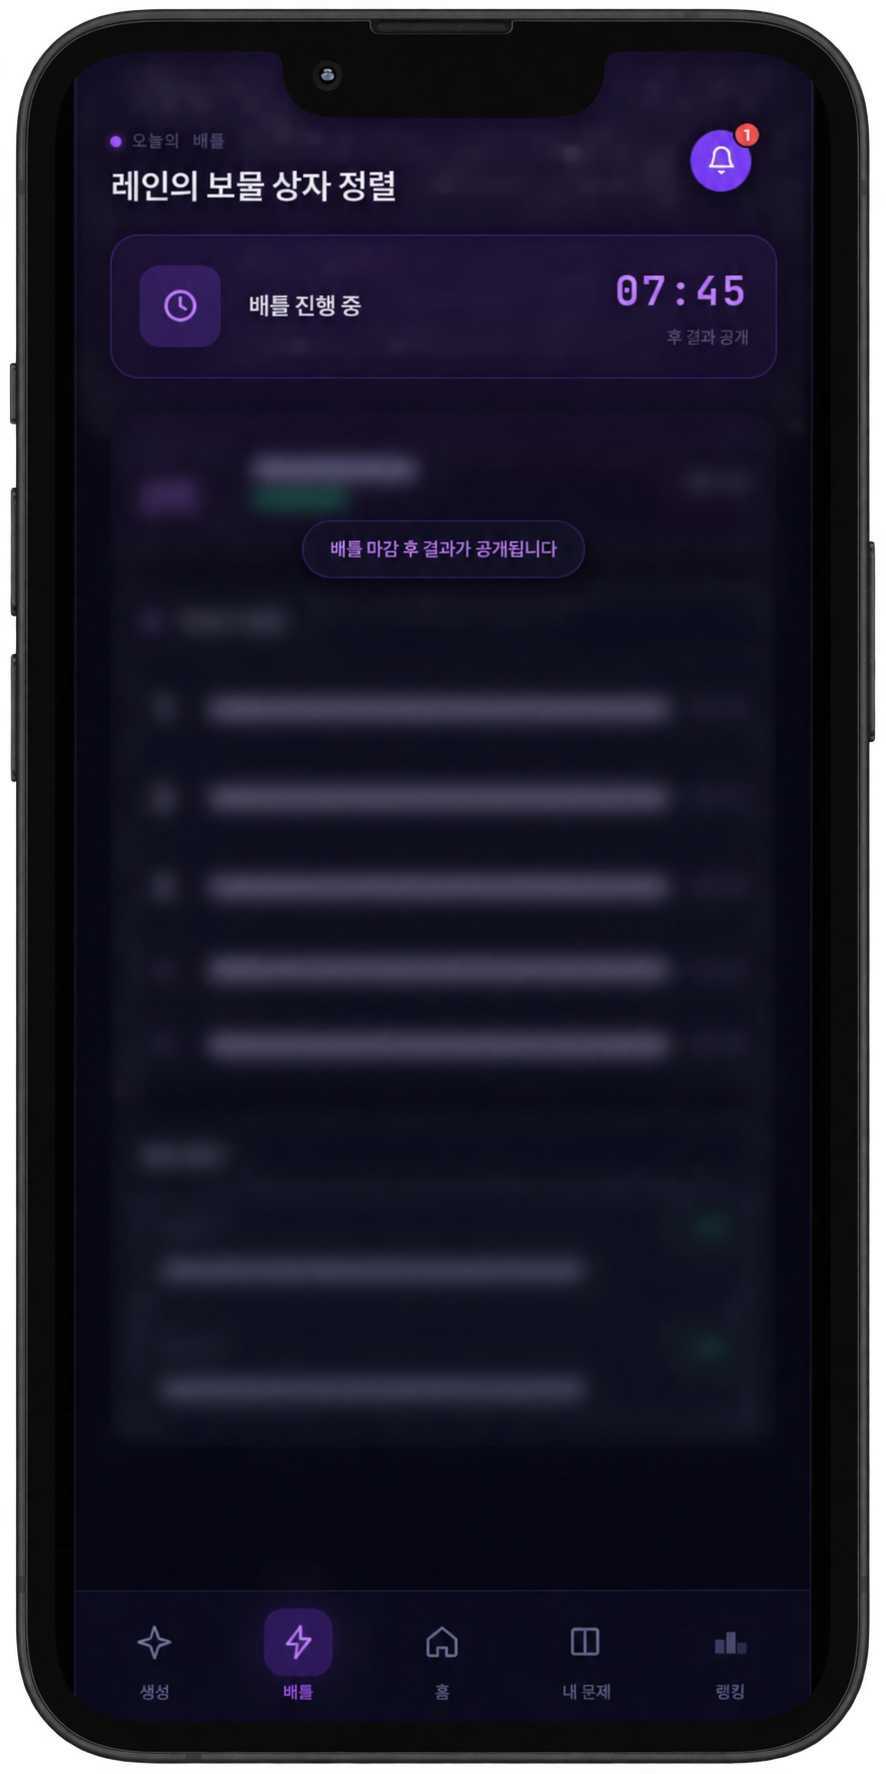 오늘의 배틀
1
레인의 보물 상자 정렬
배틀 진행 중
07:45
후 결과 공개
배틀 마감 후 결과가 공개됩니다
생성
배틀
홈
내 문제
랭킹